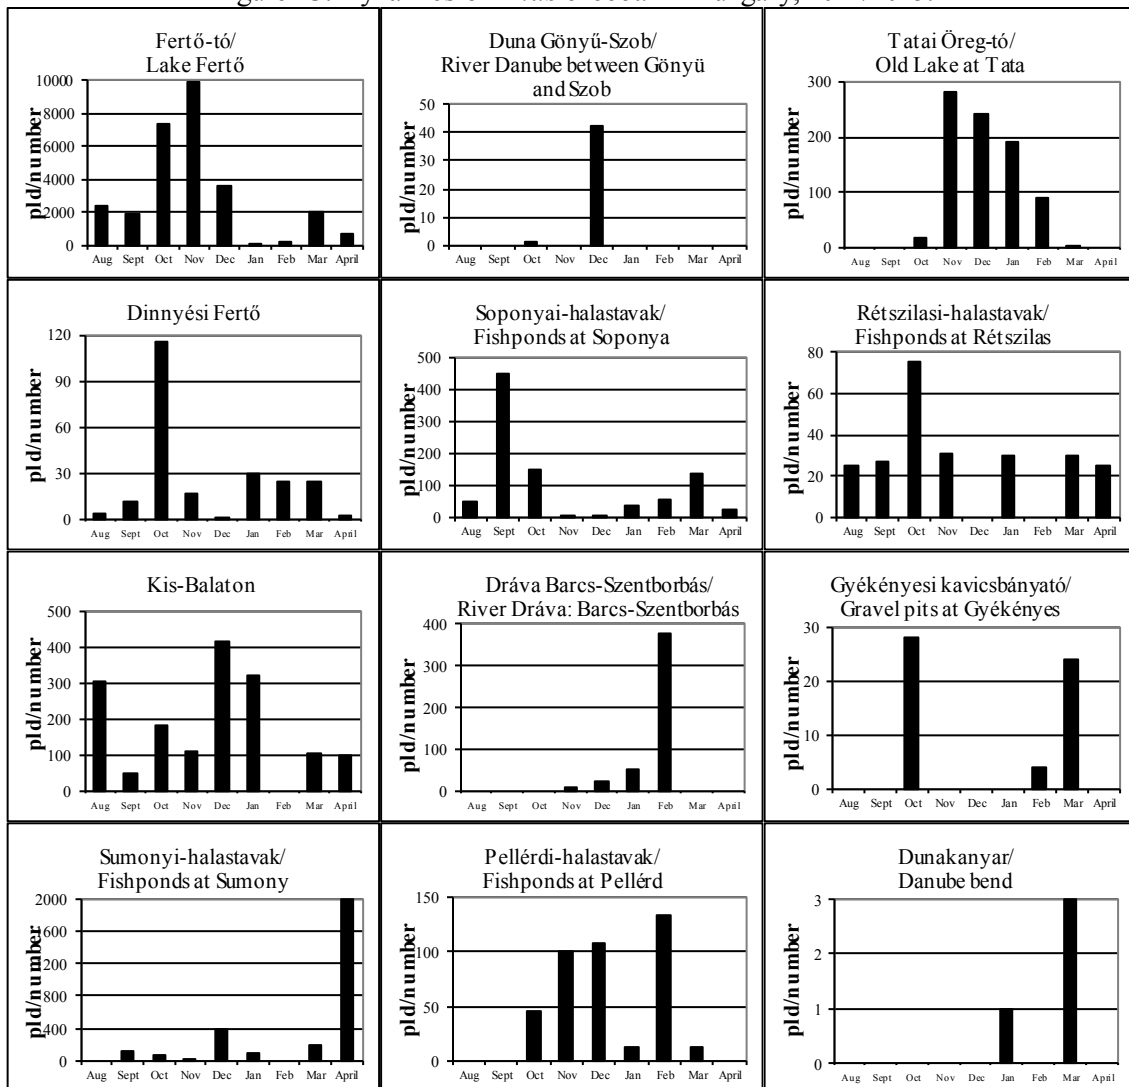 Fertő-tó/
Lake Fertő
pld/number
10000
8000
6000
4000
2000
0
Aug Sept Oct Nov Dec Jan Feb Mar April
Duna Gönyű-Szob/
River Danube between Gönyü
and Szob
pld/number
50
40
30
20
10
0
Aug Sept Oct Nov Dec Jan Feb Mar April
Tatai Öreg-tó/
Old Lake at Tata
pld/number
300
200
100
0
Aug Sept Oct Nov Dec Jan Feb Mar April
Dinnyési Fertő
pld/number
120
90
60
30
0
Aug Sept Oct Nov Dec Jan Feb Mar April
Soponyai-halastavak/
Fishponds at Soponya
pld/number
500
400
300
200
100
0
Aug Sept Oct Nov Dec Jan Feb Mar April
Rétszilasi-halastavak/
Fishponds at Rétszilas
pld/number
80
60
40
20
0
Aug Sept Oct Nov Dec Jan Feb Mar April
Kis-Balaton
pld/number
500
400
300
200
100
0
Aug Sept Oct Nov Dec Jan Feb Mar April
Dráva Barcs-Szentborbás/
River Dráva: Barcs-Szentborbás
pld/number
400
300
200
100
0
Aug Sept Oct Nov Dec Jan Feb Mar April
Gyékényesi kavicsbányató/
Gravel pits at Gyékényes
pld/number
30
20
10
0
Aug Sept Oct Nov Dec Jan Feb Mar April
Sumonyi-halastavak/
Fishponds at Sumony
pld/number
2000
1600
1200
800
400
0
Aug Sept Oct Nov Dec Jan Feb Mar April
Pellérdi-halastavak/
Fishponds at Pellérd
pld/number
150
100
50
0
Aug Sept Oct Nov Dec Jan Feb Mar April
Dunakanyar/
Danube bend
pld/number
3
2
1
0
Aug Sept Oct Nov Dec Jan Feb Mar April